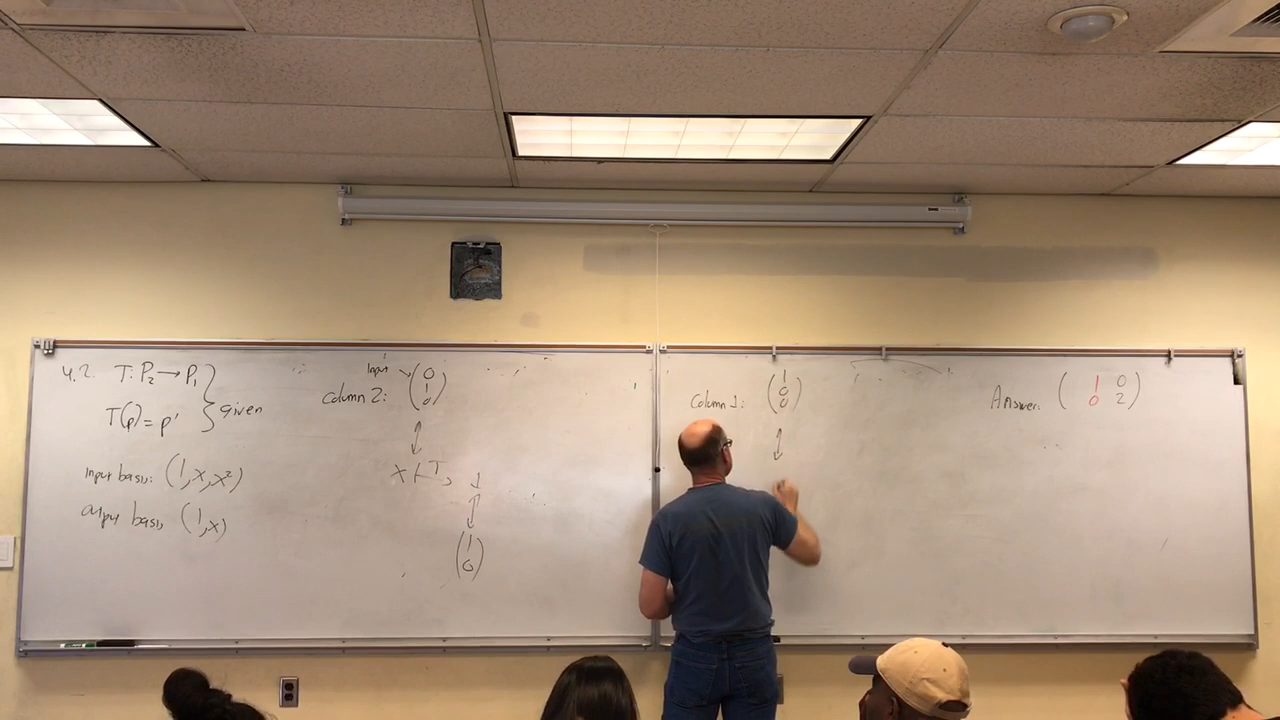 4.2. T: P₂ → P₁
T(p) = p' } given
Input basis: (1, x, x²)
Output basis (1, x)
Input
Column 2: (0 1 0)
↕
x ↦ᵀ 1
↕
(1 0)
Column 1: (1 0 0)
↕
Answer: ( 1 0
0 2 )